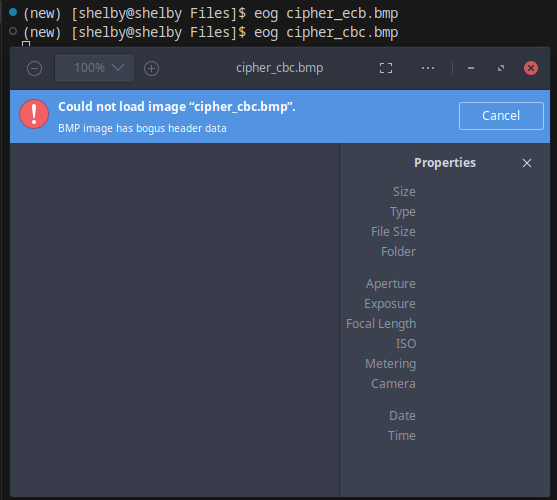 (new) [shelby@shelby Files]$ eog cipher_ecb.bmp
(new) [shelby@shelby Files]$ eog cipher_cbc.bmp
100%
cipher_cbc.bmp
Could not load image “cipher_cbc.bmp”.
BMP image has bogus header data
Cancel
Properties
Size
Type
File Size
Folder
Aperture
Exposure
Focal Length
ISO
Metering
Camera
Date
Time